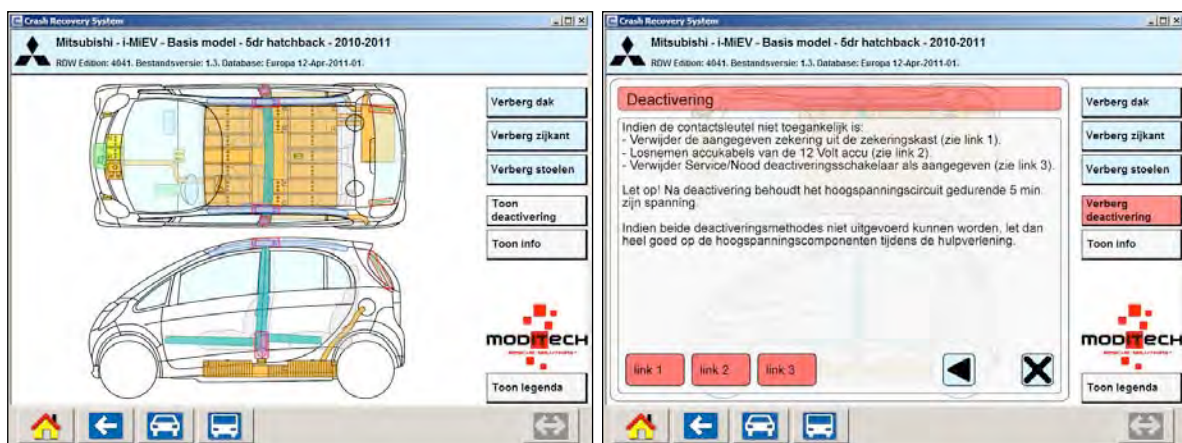 Crash Recovery System
Mitsubishi - i-MiEV - Basis model - 5dr hatchback - 2010-2011
RDW Edition: 4041. Bestandsversie: 1.3. Database: Europa 12-Apr-2011-01.
Verberg dak
Verberg zijkant
Verberg stoelen
Toon
deactivering
Toon info
MODITECH
RESCUE SOLUTIONS
Toon legenda
Crash Recovery System
Mitsubishi - i-MiEV - Basis model - 5dr hatchback - 2010-2011
RDW Edition: 4041. Bestandsversie: 1.3. Database: Europa 12-Apr-2011-01.
Deactivering
Indien de contactsleutel niet toegankelijk is:
- Verwijder de aangegeven zekering uit de zekeringskast (zie link 1).
- Losnemen accukabels van de 12 Volt accu (zie link 2).
- Verwijder Service/Nood deactiveringsschakelaar als aangegeven (zie link 3).
Let op! Na deactivering behoudt het hoogspanningscircuit gedurende 5 min.
zijn spanning.
Indien beide deactiveringsmethodes niet uitgevoerd kunnen worden, let dan
heel goed op de hoogspanningscomponenten tijdens de hulpverlening.
link 1
link 2
link 3
Verberg dak
Verberg zijkant
Verberg stoelen
Verberg
deactivering
Toon info
MODITECH
RESCUE SOLUTIONS
Toon legenda